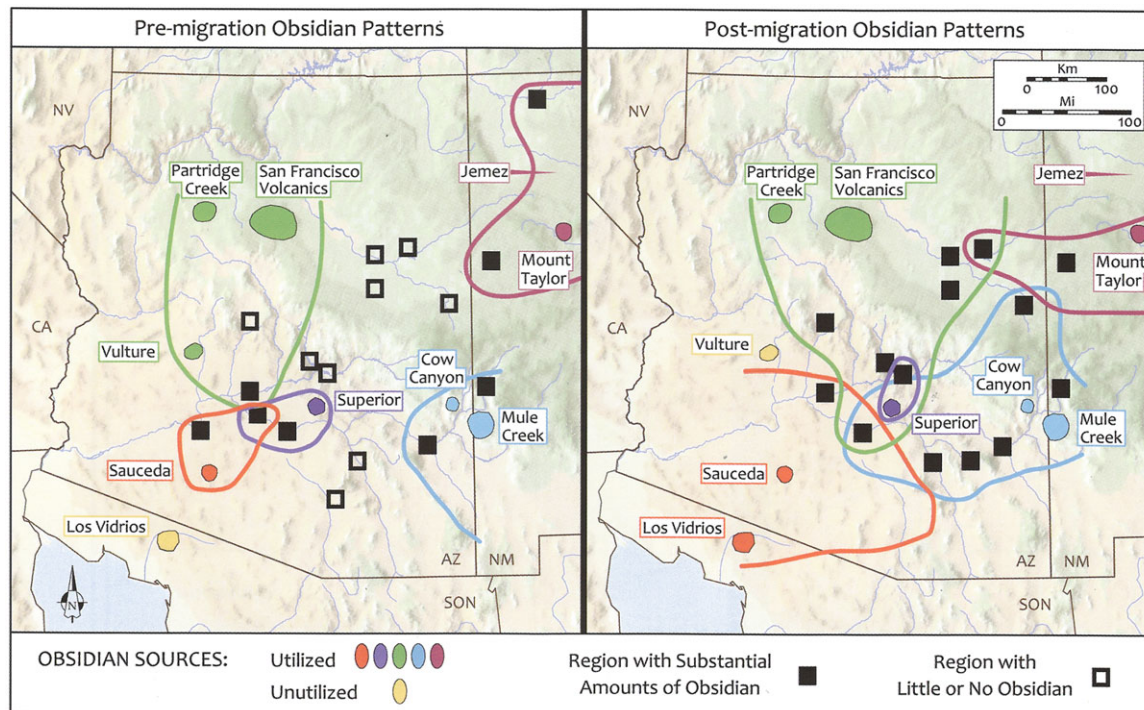 Pre-migration Obsidian Patterns
NV
Partridge
Creek
San Francisco
Volcanics
Jemez
Mount
Taylor
CA
Vulture
Cow
Canyon
Superior
Mule
Creek
Sauceda
Los Vidrios
AZ
NM
SON
N
Post-migration Obsidian Patterns
Km
0 100
Mi
0 100
NV
Partridge
Creek
San Francisco
Volcanics
Jemez
Mount
Taylor
CA
Vulture
Cow
Canyon
Superior
Mule
Creek
Sauceda
Los Vidrios
AZ
NM
SON
OBSIDIAN SOURCES:
Utilized
Unutilized
Region with Substantial
Amounts of Obsidian
Region with
Little or No Obsidian